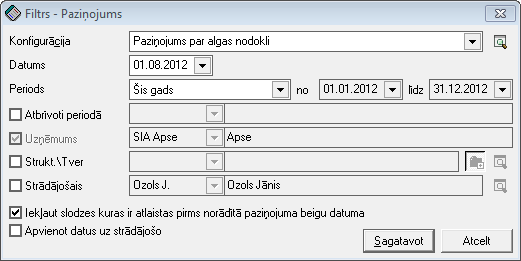 Filtrs - Paziņojums
Konfigurācija Paziņojums par algas nodokli
Datums 01.08.2012
Periods Šis gads no 01.01.2012 līdz 31.12.2012
Atbrīvoti periodā
Uzņēmums SIA Apse Apse
Strukt.\Tver
Strādājošais Ozols J. Ozols Jānis
Iekļaut slodzes kuras ir atlaistas pirms norādītā paziņojuma beigu datuma
Apvienot datus uz strādājošo
Sagatavot Atcelt